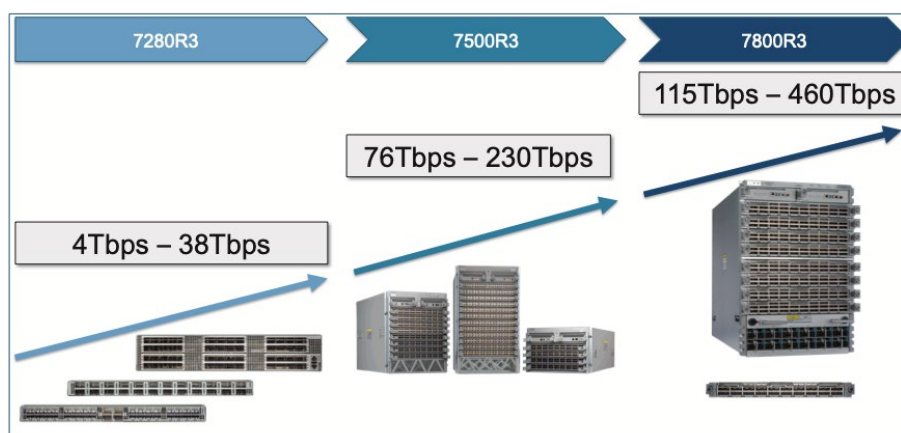 7280R3
7500R3
7800R3
115Tbps – 460Tbps
76Tbps – 230Tbps
4Tbps – 38Tbps